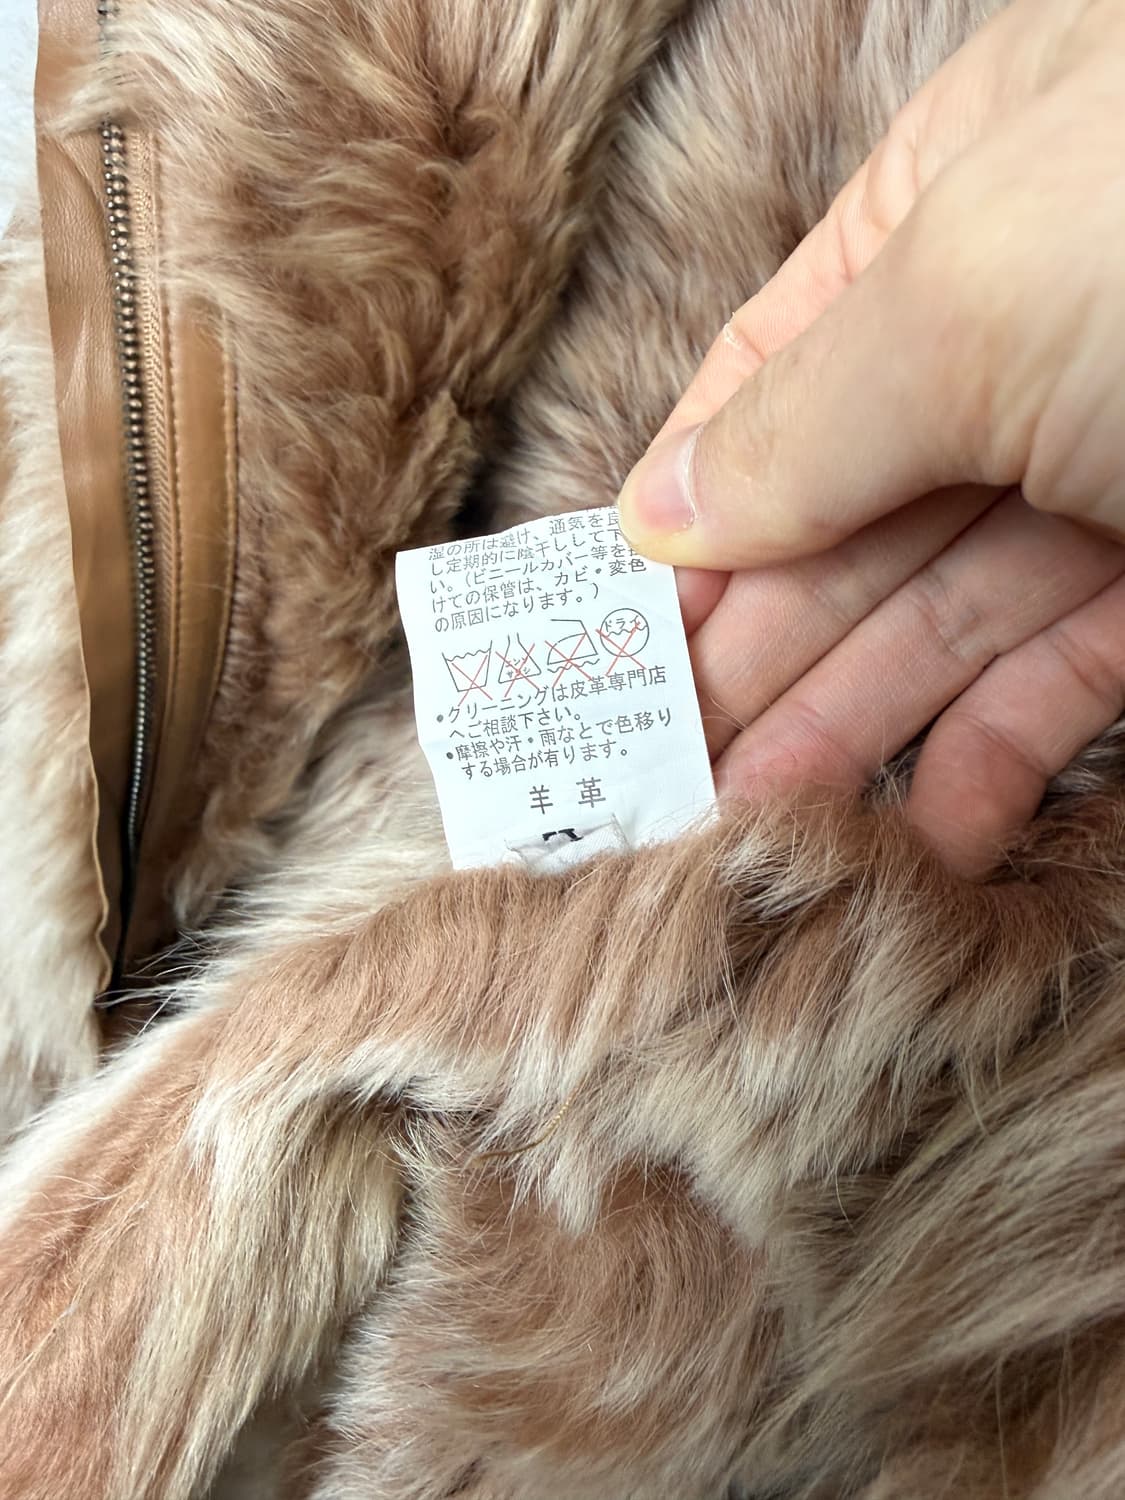 湿の所は避け、通気を良
し定期的に陰干しして下
い。(ビニールカバー等を
けての保管は、カビ・変色
の原因になります。)
ドライ
•クリーニングは皮革専門店
へご相談下さい。
•摩擦や汗・雨などで色移り
する場合が有ります。
羊 革